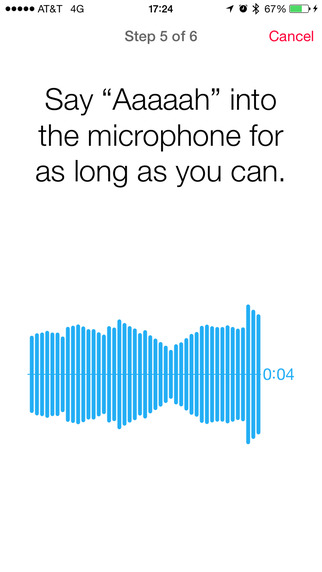 AT&T 4G 17:24 67%
Step 5 of 6 Cancel
Say “Aaaaah” into
the microphone for
as long as you can.
0:04